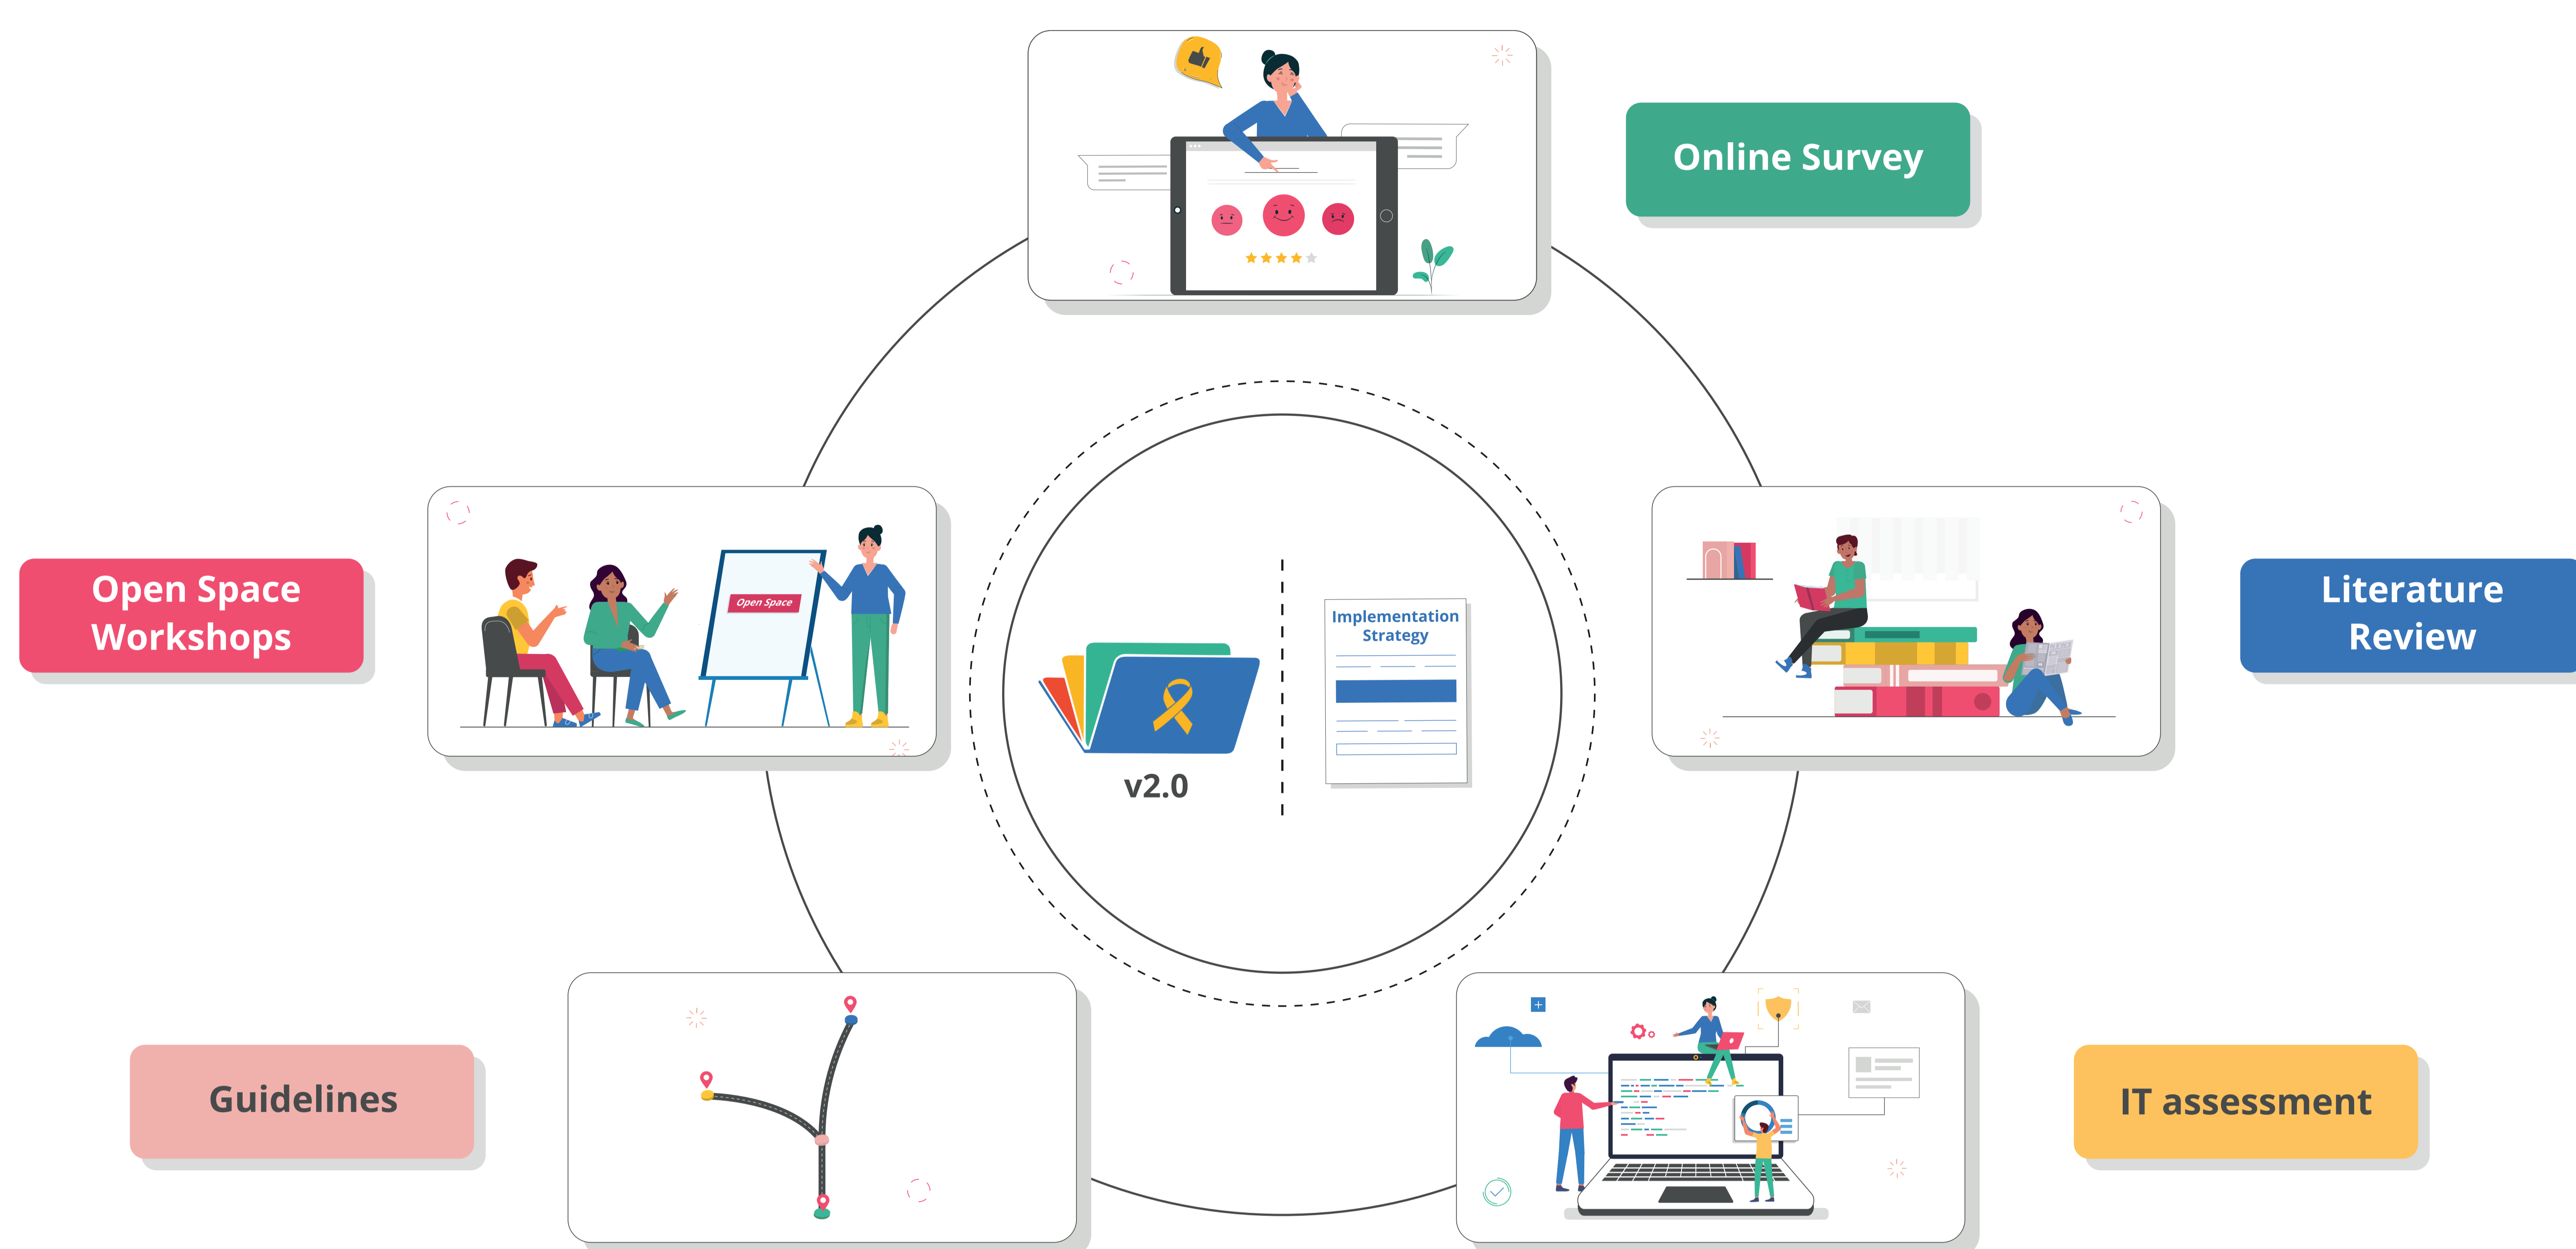 Online Survey
Open Space
Workshops
Open Space
Literature
Review
Implementation
Strategy
v2.0
Guidelines
IT assessment